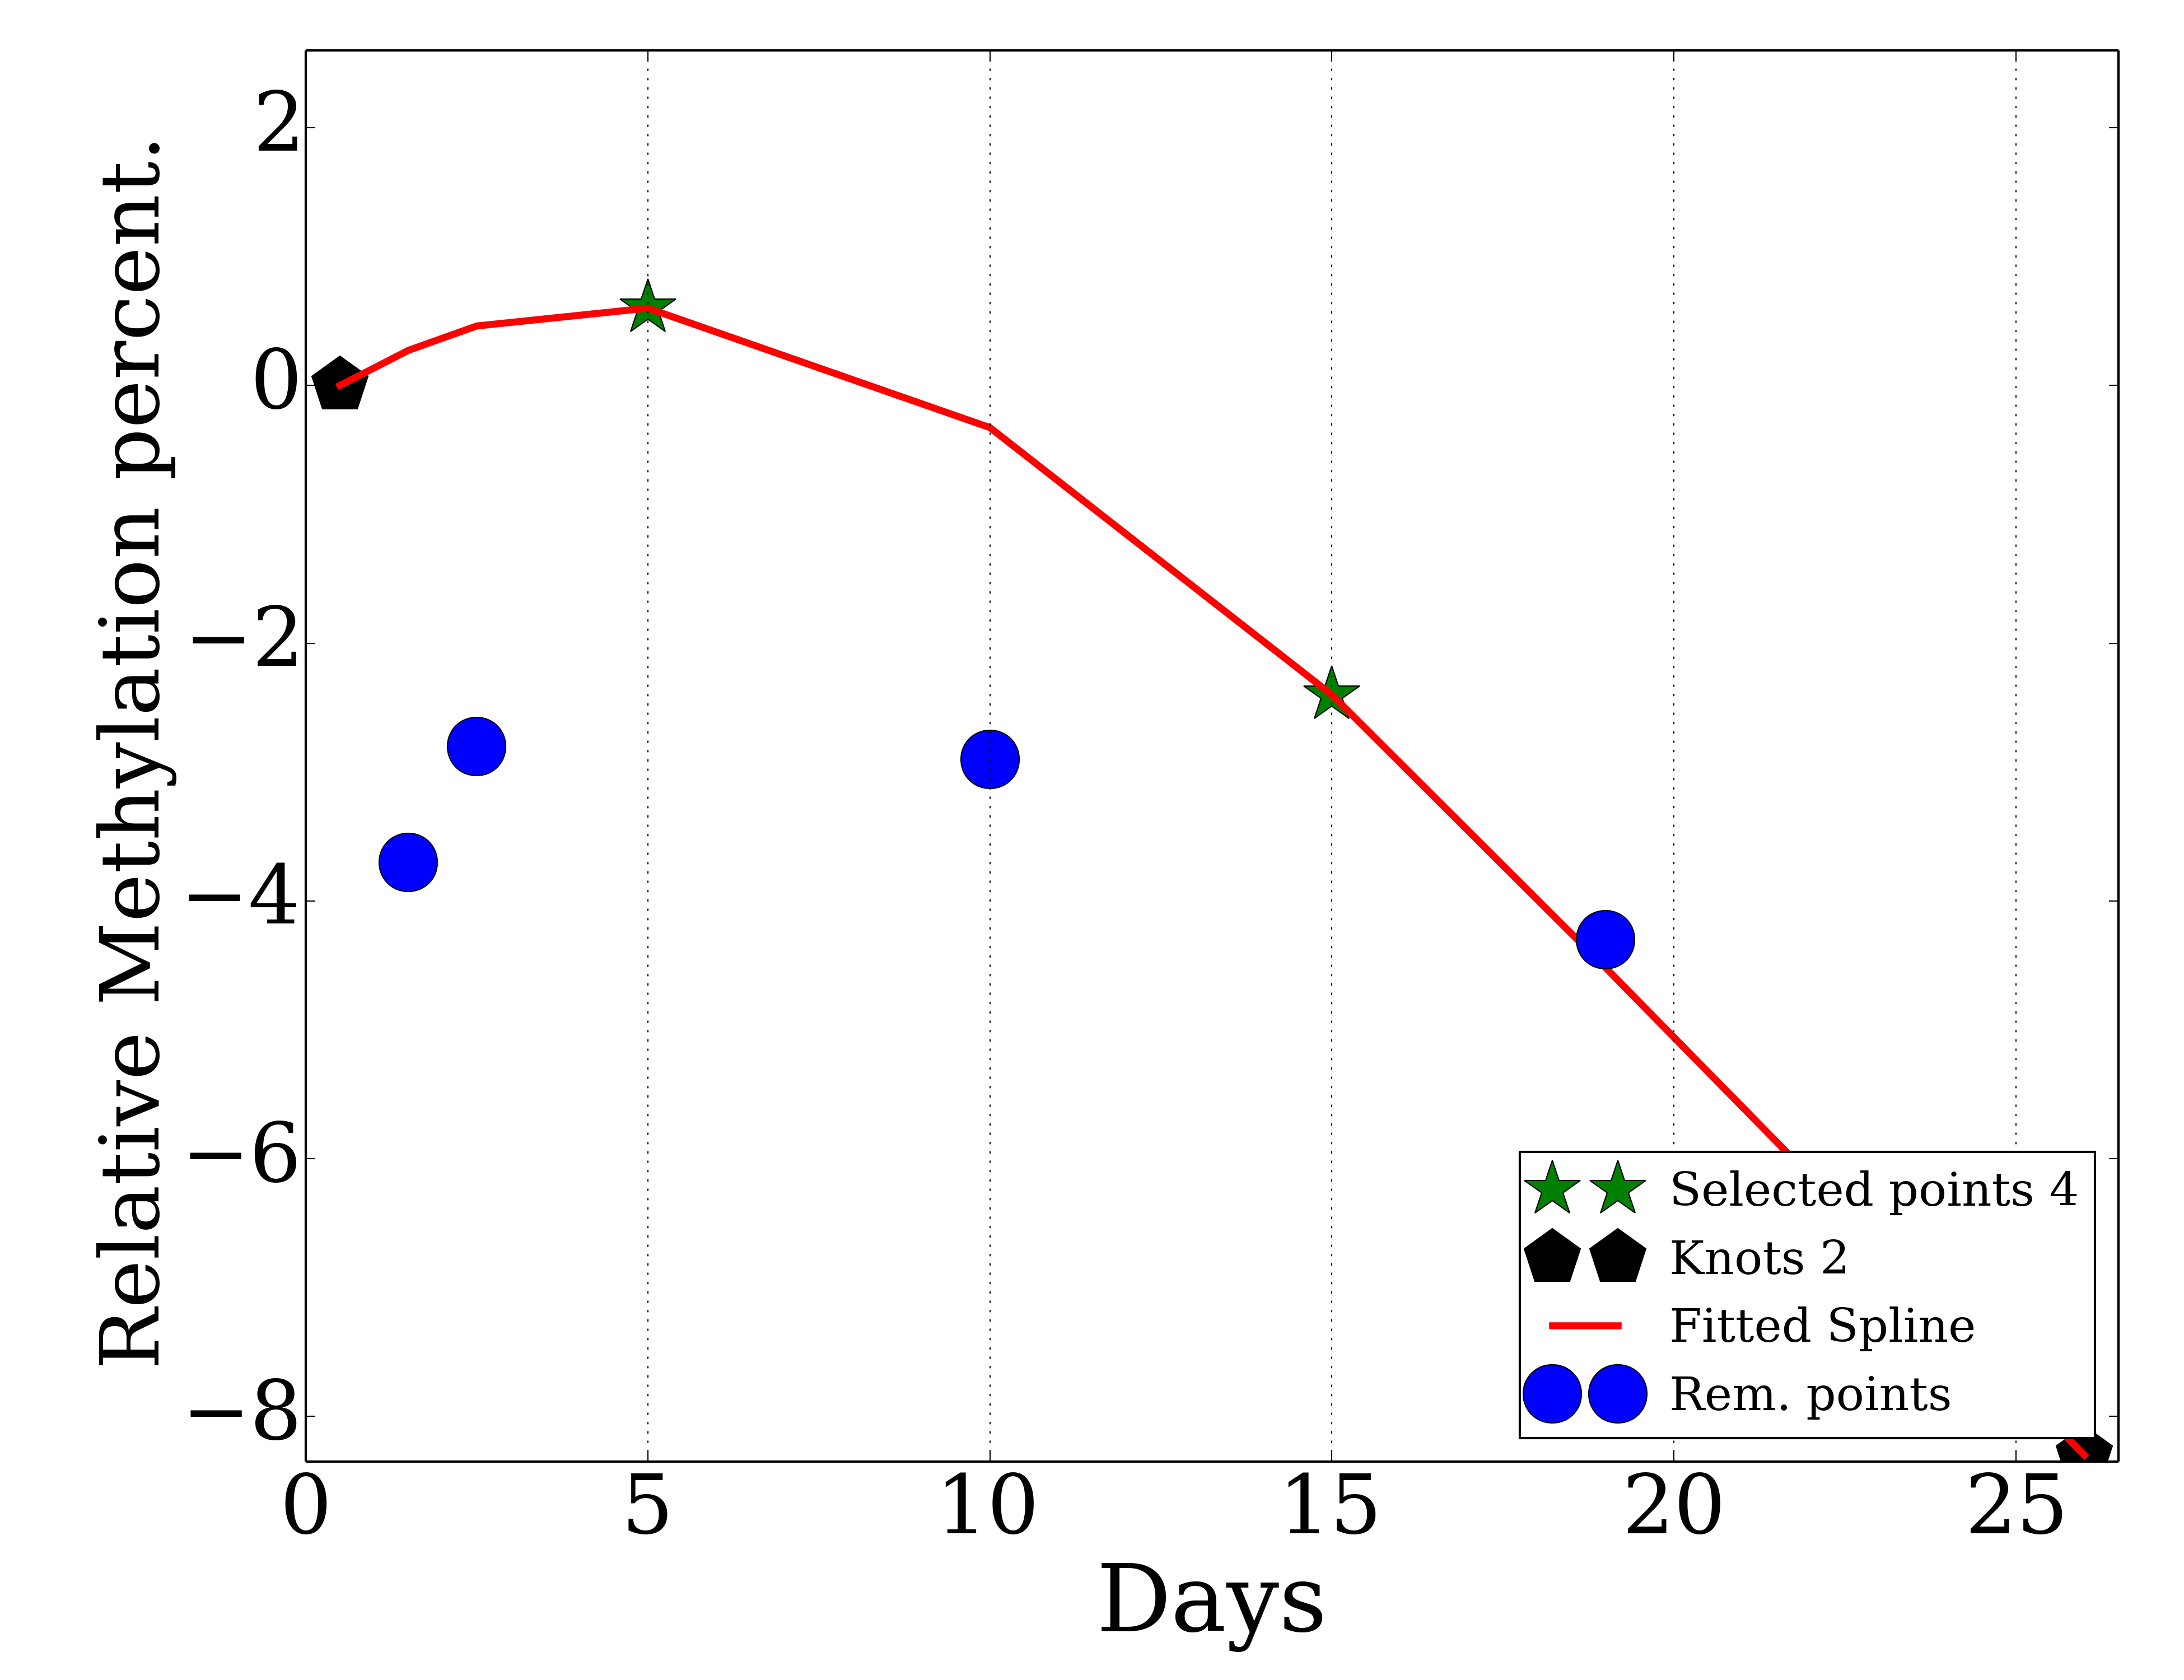 Relative Methylation percent.
2
0
−2
−4
−6
−8
Selected points 4
Knots 2
Fitted Spline
Rem. points
0 5 10 15 20 25
Days